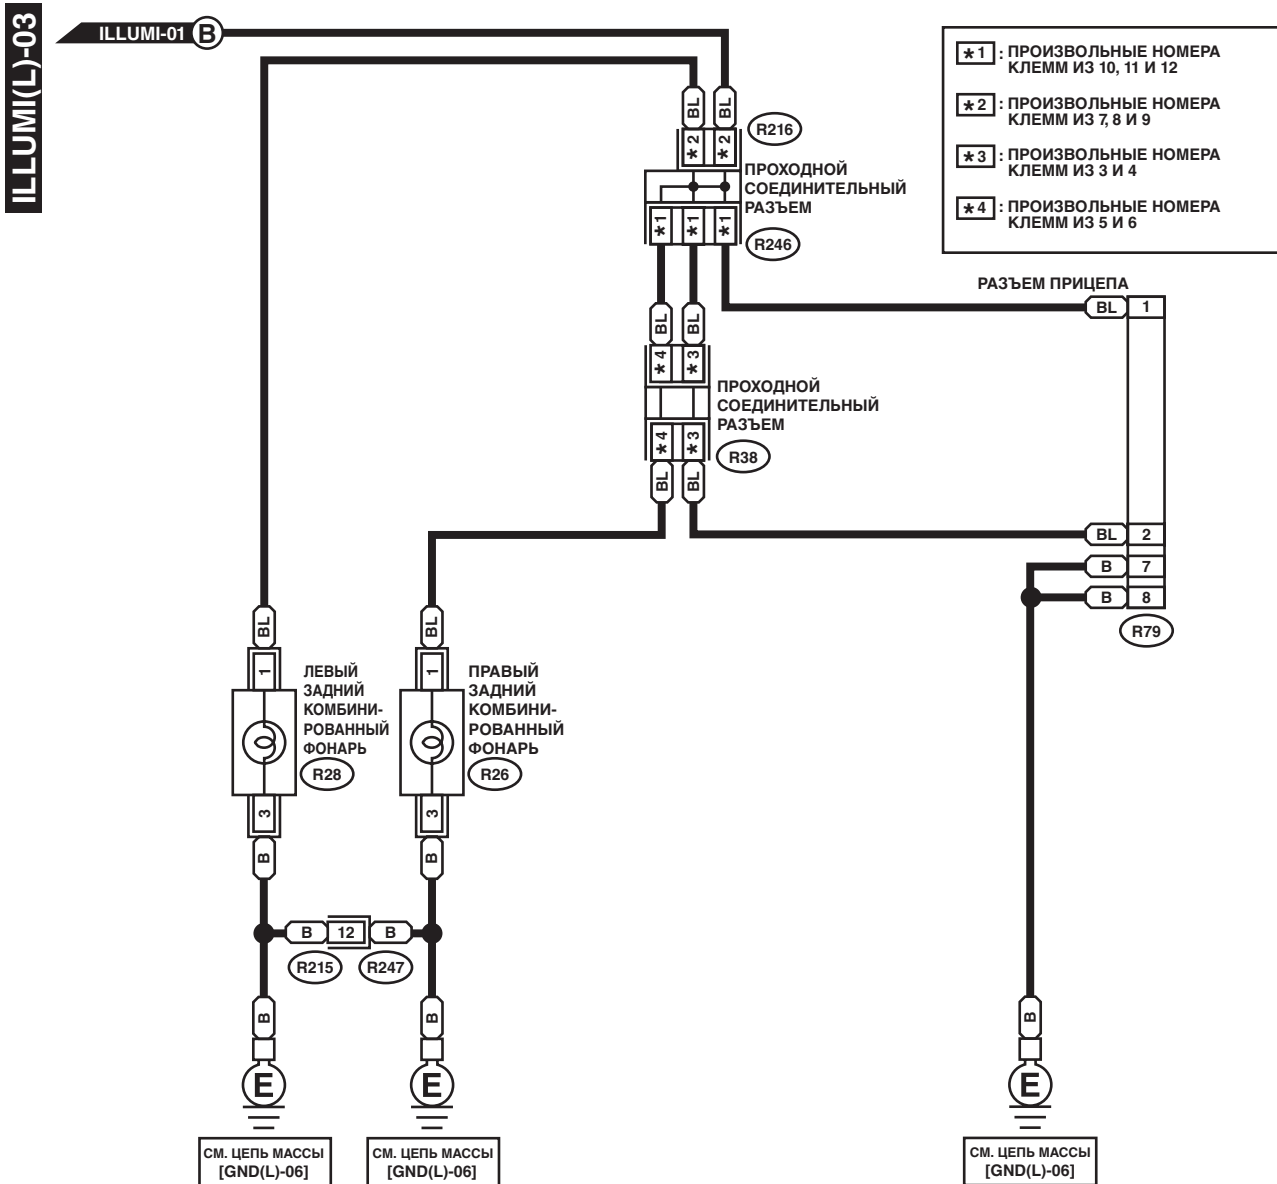 ILLUMI(L)-03
ILLUMI-01 B
*1 : ПРОИЗВОЛЬНЫЕ НОМЕРА
КЛЕММ ИЗ 10, 11 И 12
*2 : ПРОИЗВОЛЬНЫЕ НОМЕРА
КЛЕММ ИЗ 7, 8 И 9
*3 : ПРОИЗВОЛЬНЫЕ НОМЕРА
КЛЕММ ИЗ 3 И 4
*4 : ПРОИЗВОЛЬНЫЕ НОМЕРА
КЛЕММ ИЗ 5 И 6
BL BL
R216
*2 *2
ПРОХОДНОЙ
СОЕДИНИТЕЛЬНЫЙ
РАЗЪЕМ
*1 *1 *1
R246
РАЗЪЕМ ПРИЦЕПА
BL 1
BL BL
*4 *3
ПРОХОДНОЙ
СОЕДИНИТЕЛЬНЫЙ
РАЗЪЕМ
*4 *3
R38
BL BL
BL 2
B 7
B 8
R79
BL BL
1 1
ЛЕВЫЙ
ЗАДНИЙ
КОМБИНИ-
РОВАННЫЙ
ФОНАРЬ
R28
ПРАВЫЙ
ЗАДНИЙ
КОМБИНИ-
РОВАННЫЙ
ФОНАРЬ
R26
3 3
B B
B 12 B
R215 R247
B B B
E E E
СМ. ЦЕПЬ МАССЫ
[GND(L)-06]
СМ. ЦЕПЬ МАССЫ
[GND(L)-06]
СМ. ЦЕПЬ МАССЫ
[GND(L)-06]